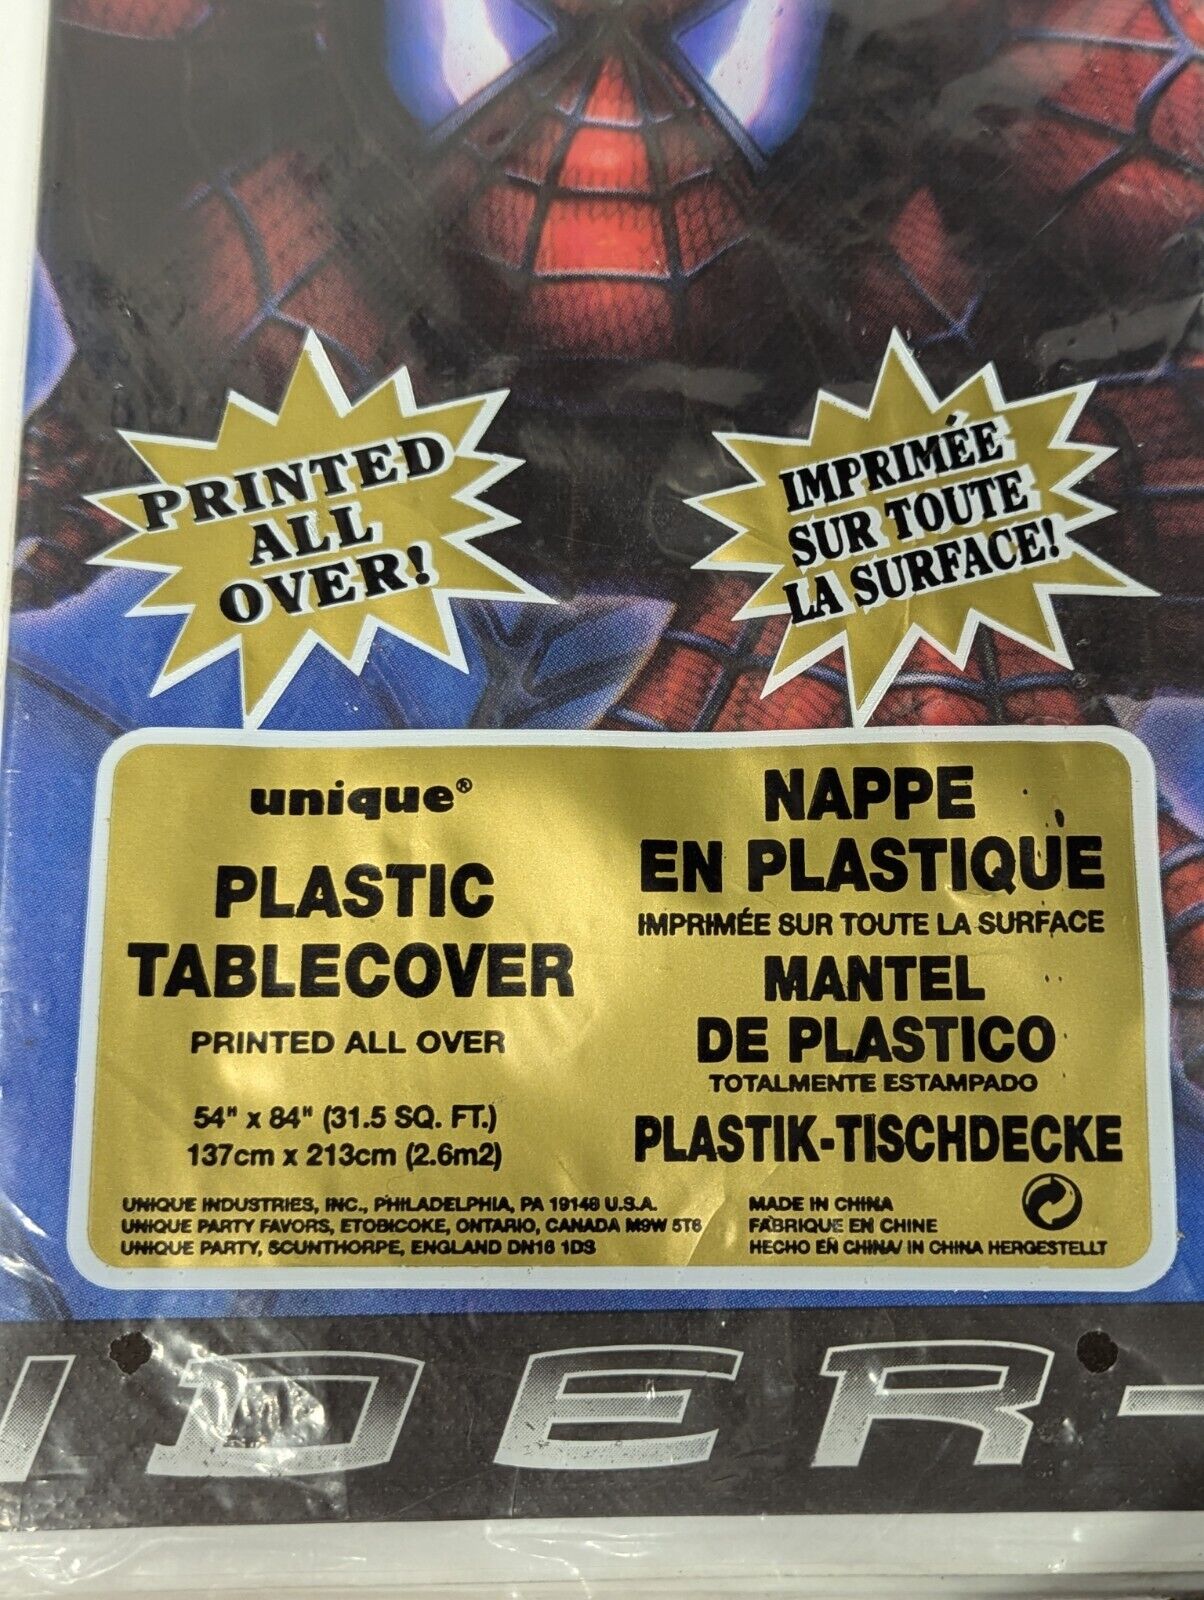 PRINTED
ALL
OVER!
IMPRIMÉE
SUR TOUTE
LA SURFACE!
unique®
PLASTIC
TABLECOVER
PRINTED ALL OVER
54" x 84" (31.5 SQ. FT.)
137cm x 213cm (2.6m2)
UNIQUE INDUSTRIES, INC., PHILADELPHIA, PA 19148 U.S.A.
UNIQUE PARTY FAVORS, ETOBICOKE, ONTARIO, CANADA M9W 5T6
UNIQUE PARTY, SCUNTHORPE, ENGLAND DN16 1DS
NAPPE
EN PLASTIQUE
IMPRIMÉE SUR TOUTE LA SURFACE
MANTEL
DE PLASTICO
TOTALMENTE ESTAMPADO
PLASTIK-TISCHDECKE
MADE IN CHINA
FABRIQUE EN CHINE
HECHO EN CHINA/ IN CHINA HERGESTELLT
IDER-